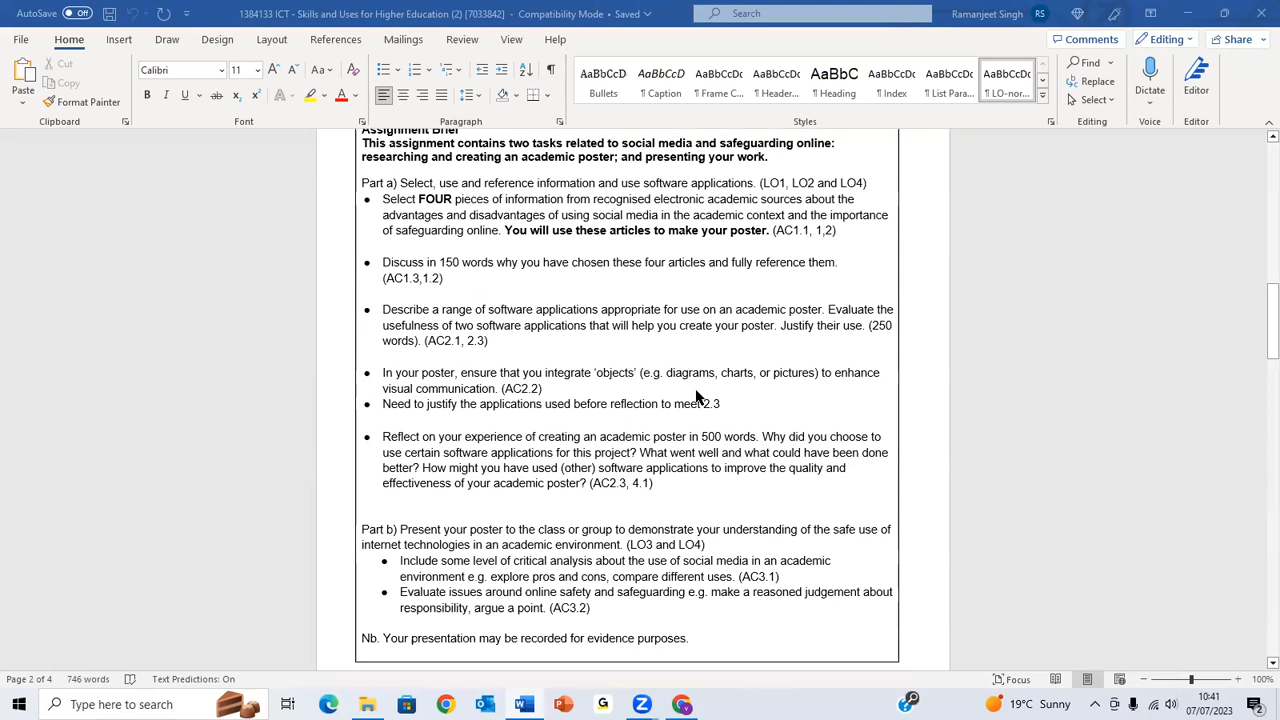 AutoSave Off 1384133 ICT - Skills and Uses for Higher Education 2 [7033842] - Compatibility Mode • Saved Search Ramanjeet Singh RS
File Home Insert Draw Design Layout References Mailings Review View Help Comments Editing Share
Paste Cut Copy Format Painter Clipboard
Calibri 11 Aa Font
B I U ab x₂ x² A A
Paragraph
AaBbCcD Bullets
AaBbCcDd ¶ Caption
AaBbCcDc ¶ Frame C...
AaBbCcDc ¶ Header...
AaBbC ¶ Heading
AaBbCcDd ¶ Index
AaBbCcDd ¶ List Para...
AaBbCcDc ¶ LO-nor...
Styles
Find
Replace
Select
Editing
Dictate
Voice
Editor
Editor
Assignment Brief
This assignment contains two tasks related to social media and safeguarding online:
researching and creating an academic poster; and presenting your work.
Part a) Select, use and reference information and use software applications. (LO1, LO2 and LO4)
• Select FOUR pieces of information from recognised electronic academic sources about the
advantages and disadvantages of using social media in the academic context and the importance
of safeguarding online. You will use these articles to make your poster. (AC1.1, 1,2)
• Discuss in 150 words why you have chosen these four articles and fully reference them.
(AC1.3,1.2)
• Describe a range of software applications appropriate for use on an academic poster. Evaluate the
usefulness of two software applications that will help you create your poster. Justify their use. (250
words). (AC2.1, 2.3)
• In your poster, ensure that you integrate ‘objects’ (e.g. diagrams, charts, or pictures) to enhance
visual communication. (AC2.2)
• Need to justify the applications used before reflection to meet 2.3
• Reflect on your experience of creating an academic poster in 500 words. Why did you choose to
use certain software applications for this project? What went well and what could have been done
better? How might you have used (other) software applications to improve the quality and
effectiveness of your academic poster? (AC2.3, 4.1)
Part b) Present your poster to the class or group to demonstrate your understanding of the safe use of
internet technologies in an academic environment. (LO3 and LO4)
• Include some level of critical analysis about the use of social media in an academic
environment e.g. explore pros and cons, compare different uses. (AC3.1)
• Evaluate issues around online safety and safeguarding e.g. make a reasoned judgement about
responsibility, argue a point. (AC3.2)
Nb. Your presentation may be recorded for evidence purposes.
Page 2 of 4 746 words Text Predictions: On Focus 100%
Type here to search 19°C Sunny 10:41
07/07/2023 2